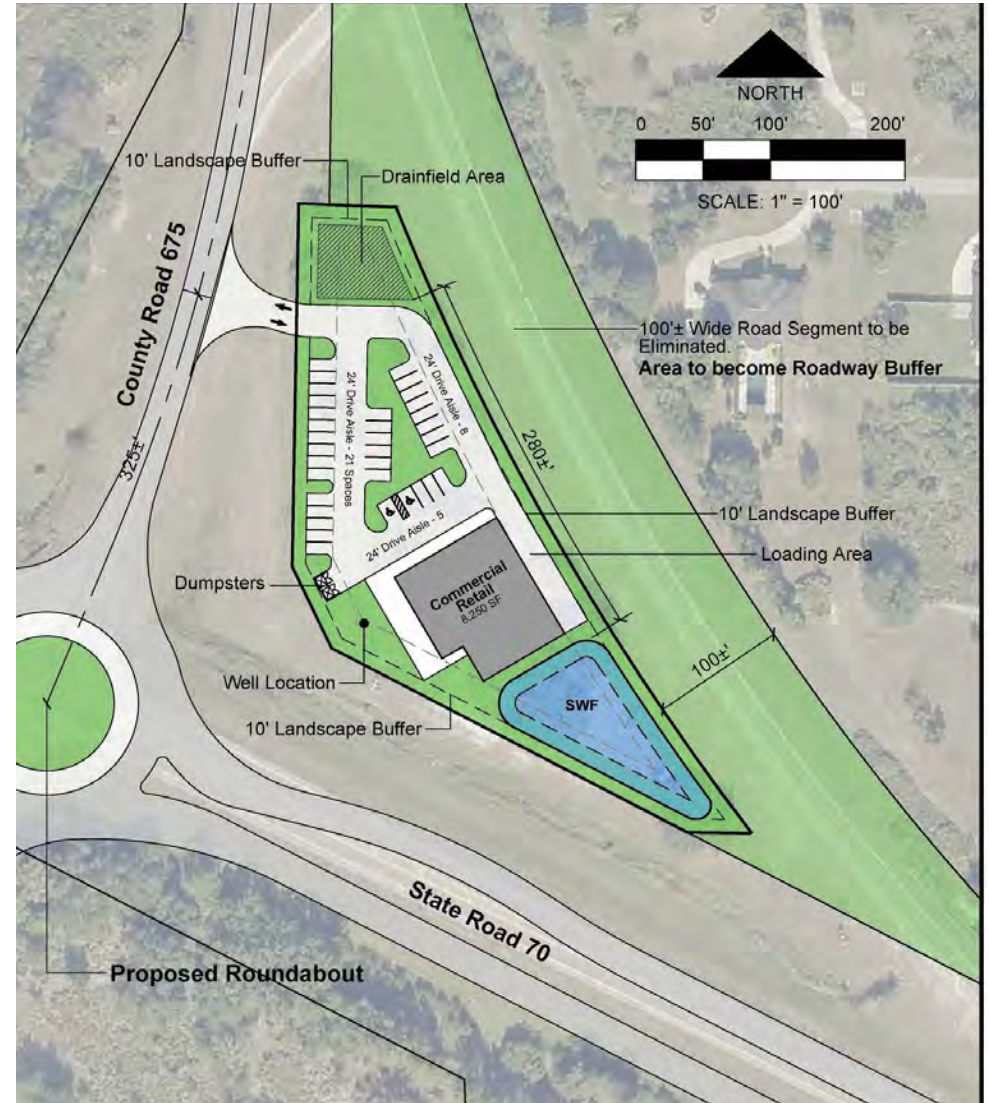 NORTH
0 50' 100' 200'
SCALE: 1" = 100'
10' Landscape Buffer
Drainfield Area
County Road 675
325±'
100'± Wide Road Segment to be
Eliminated.
Area to become Roadway Buffer
24' Drive Aisle - 8
24' Drive Aisle - 21 Spaces
280±'
10' Landscape Buffer
24' Drive Aisle - 5
Loading Area
Dumpsters
Commercial
Retail
8,250 SF
Well Location
100±'
SWF
10' Landscape Buffer
State Road 70
Proposed Roundabout